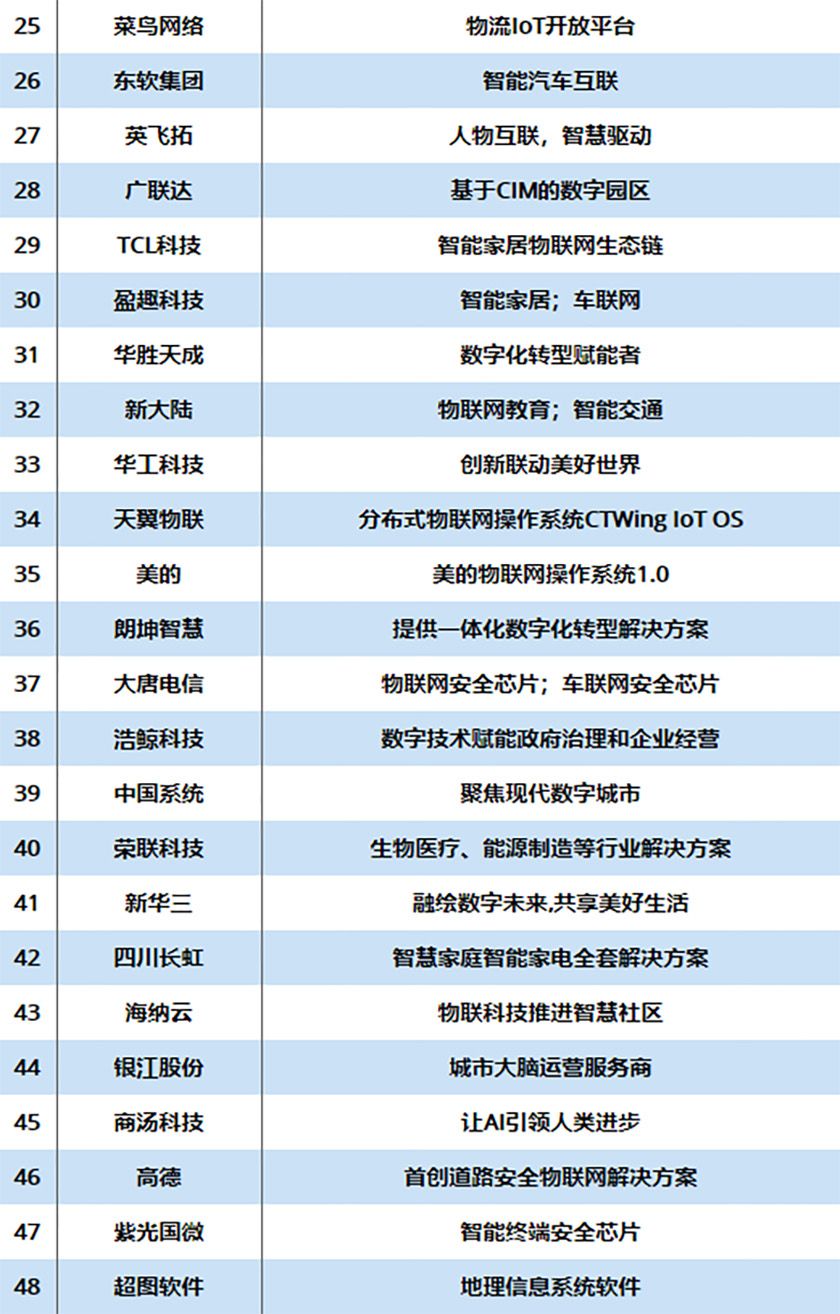 25 菜鸟网络 物流IoT开放平台
26 东软集团 智能汽车互联
27 英飞拓 人物互联，智慧驱动
28 广联达 基于CIM的数字园区
29 TCL科技 智能家居物联网生态链
30 盈趣科技 智能家居；车联网
31 华胜天成 数字化转型赋能者
32 新大陆 物联网教育；智能交通
33 华工科技 创新联动美好世界
34 天翼物联 分布式物联网操作系统CTWing IoT OS
35 美的 美的物联网操作系统1.0
36 朗坤智慧 提供一体化数字化转型解决方案
37 大唐电信 物联网安全芯片；车联网安全芯片
38 浩鲸科技 数字技术赋能政府治理和企业经营
39 中国系统 聚焦现代数字城市
40 荣联科技 生物医疗、能源制造等行业解决方案
41 新华三 融绘数字未来,共享美好生活
42 四川长虹 智慧家庭智能家电全套解决方案
43 海纳云 物联科技推进智慧社区
44 银江股份 城市大脑运营服务商
45 商汤科技 让AI引领人类进步
46 高德 首创道路安全物联网解决方案
47 紫光国微 智能终端安全芯片
48 超图软件 地理信息系统软件